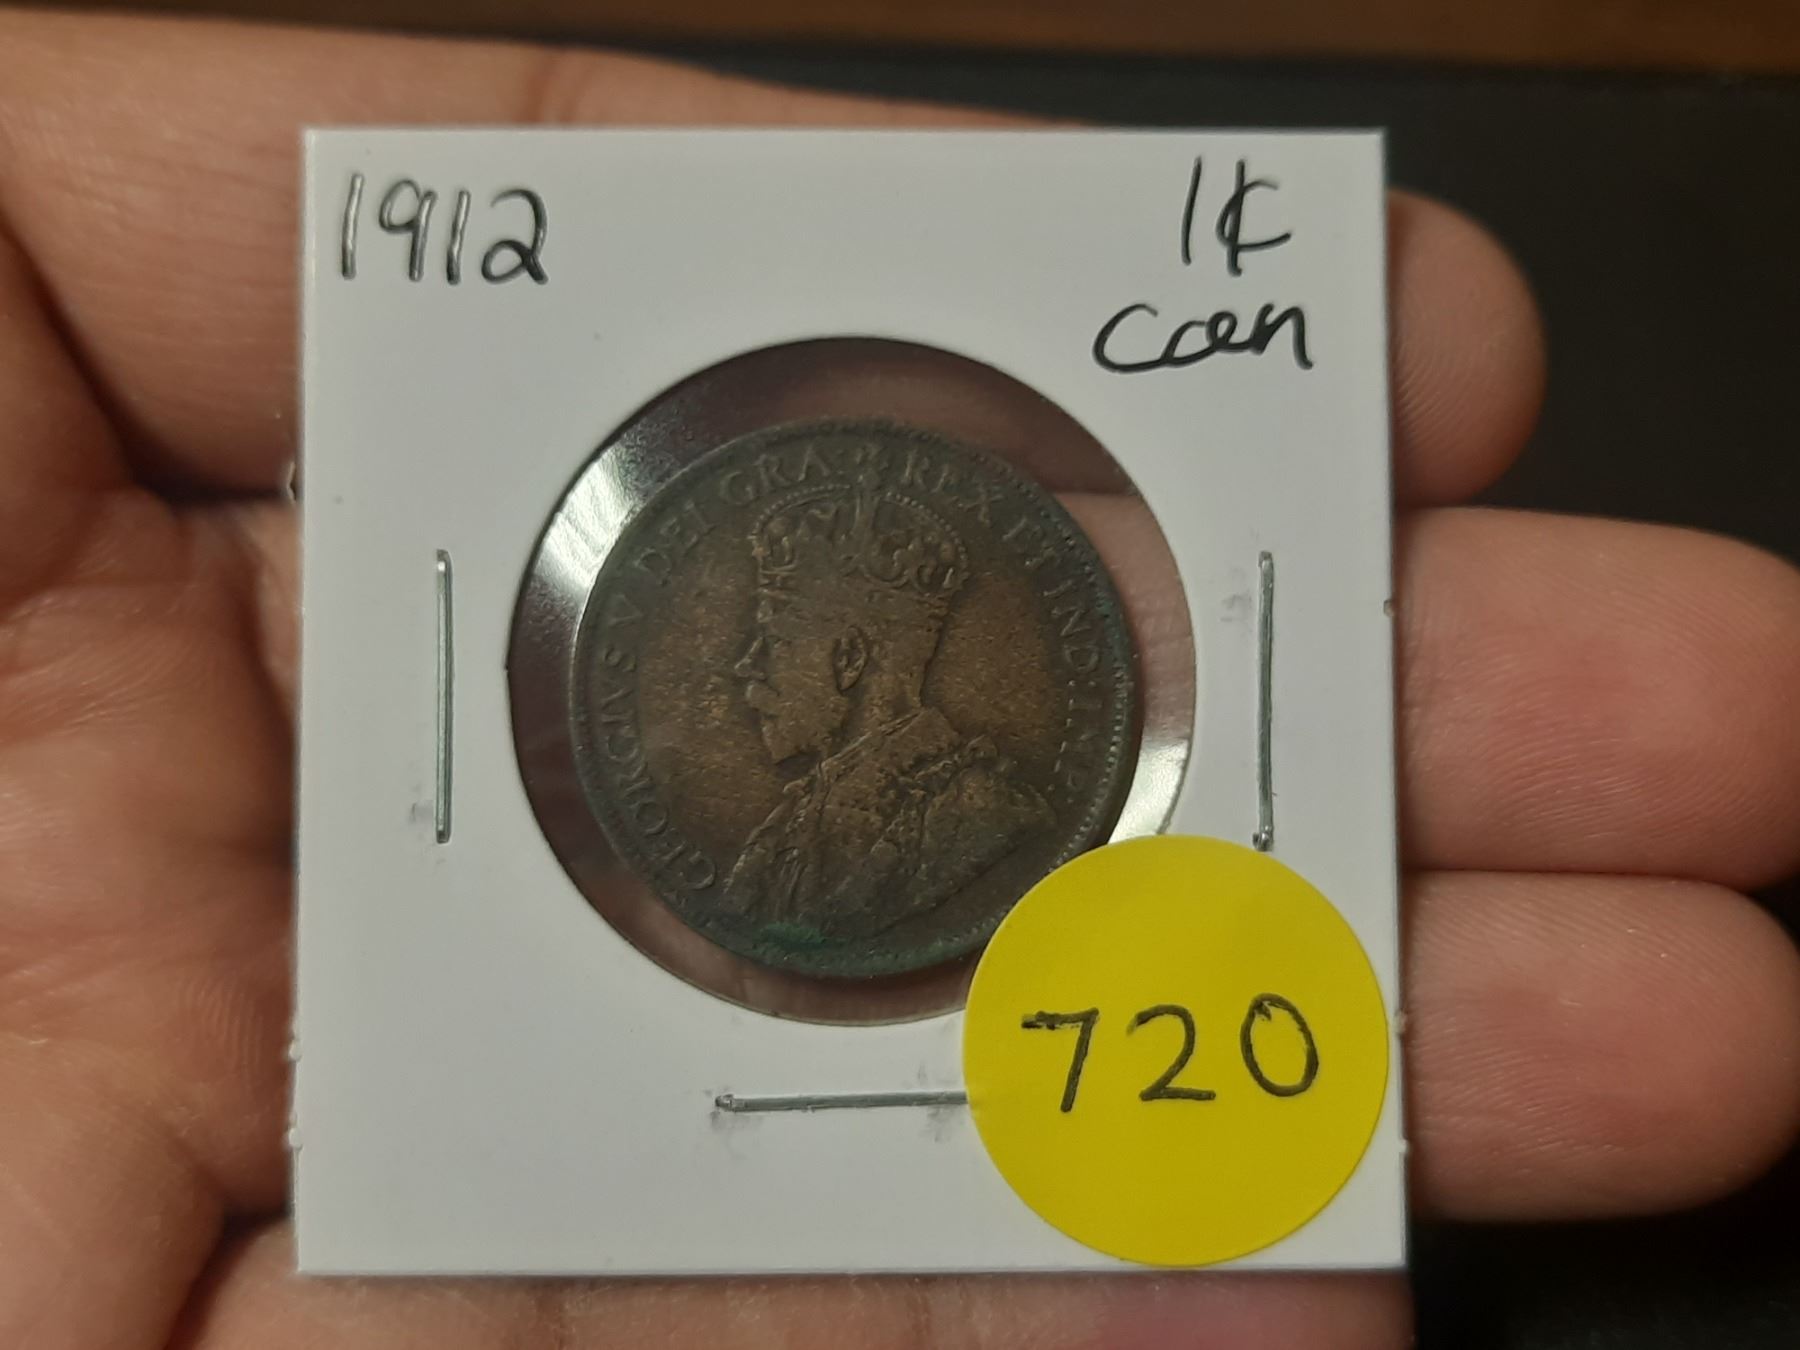 1912
1¢
can
GEORGIVS V DEI GRA: REX ET IND: IMP:
720